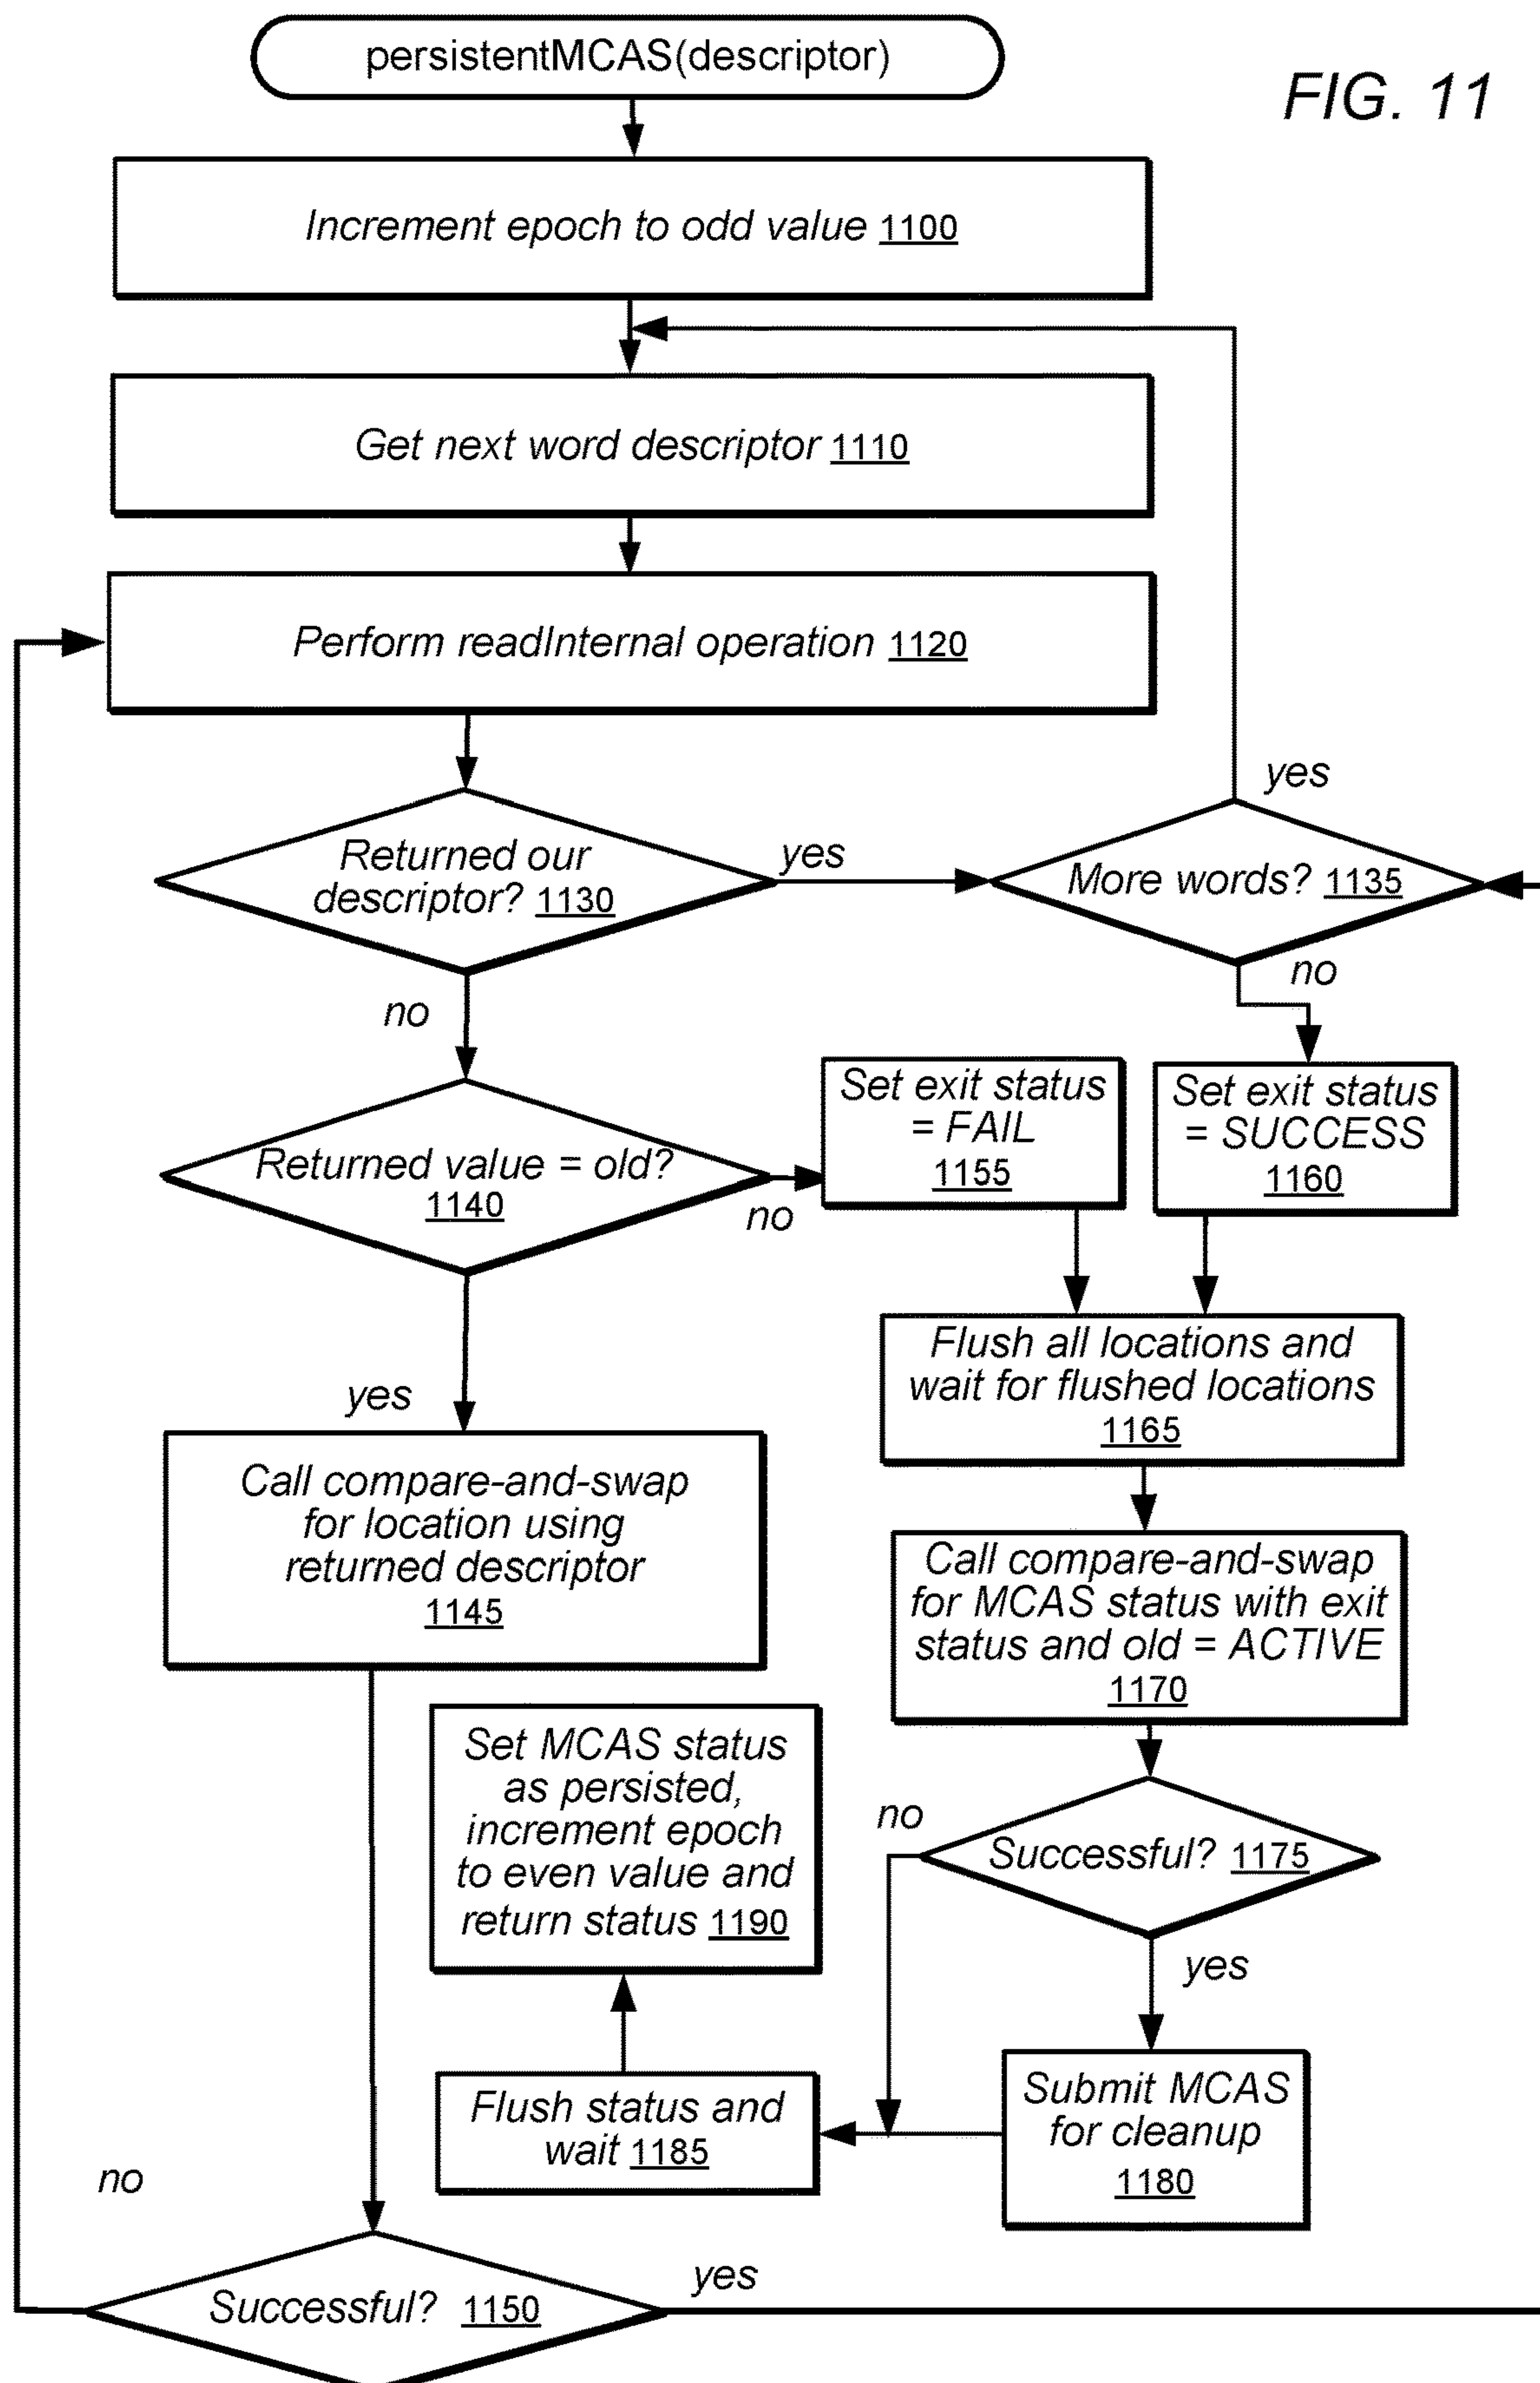 persistentMCAS(descriptor)
FIG. 11
Increment epoch to odd value 1100
Get next word descriptor 1110
Perform readInternal operation 1120
yes
Returned our
descriptor? 1130
yes
More words? 1135
no
no
Returned value = old?
1140
no
Set exit status
= FAIL
1155
Set exit status
= SUCCESS
1160
Flush all locations and
wait for flushed locations
1165
yes
Call compare-and-swap
for location using
returned descriptor
1145
Call compare-and-swap
for MCAS status with exit
status and old = ACTIVE
1170
Set MCAS status
as persisted,
increment epoch
to even value and
return status 1190
no
Successful? 1175
yes
Flush status and
wait 1185
Submit MCAS
for cleanup
1180
no
Successful? 1150
yes